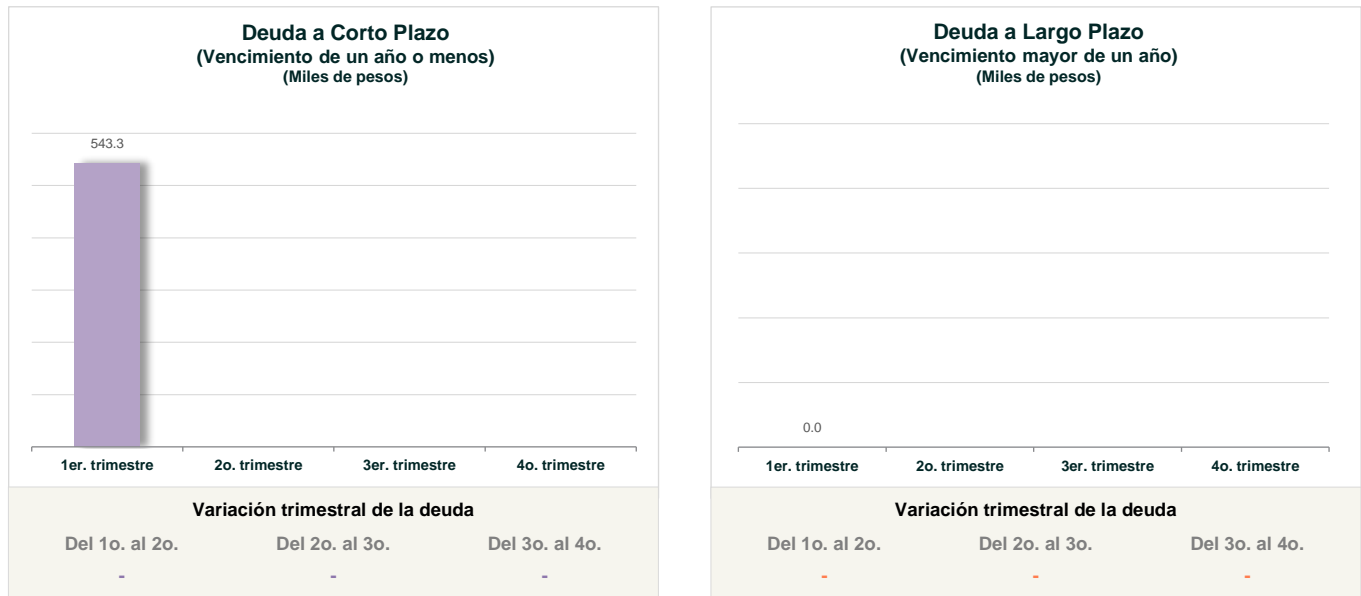 Deuda a Corto Plazo
(Vencimiento de un año o menos)
(Miles de pesos)
543.3
1er. trimestre 2o. trimestre 3er. trimestre 4o. trimestre
Variación trimestral de la deuda
Del 1o. al 2o. Del 2o. al 3o. Del 3o. al 4o.
- - -
Deuda a Largo Plazo
(Vencimiento mayor de un año)
(Miles de pesos)
0.0
1er. trimestre 2o. trimestre 3er. trimestre 4o. trimestre
Variación trimestral de la deuda
Del 1o. al 2o. Del 2o. al 3o. Del 3o. al 4o.
- - -